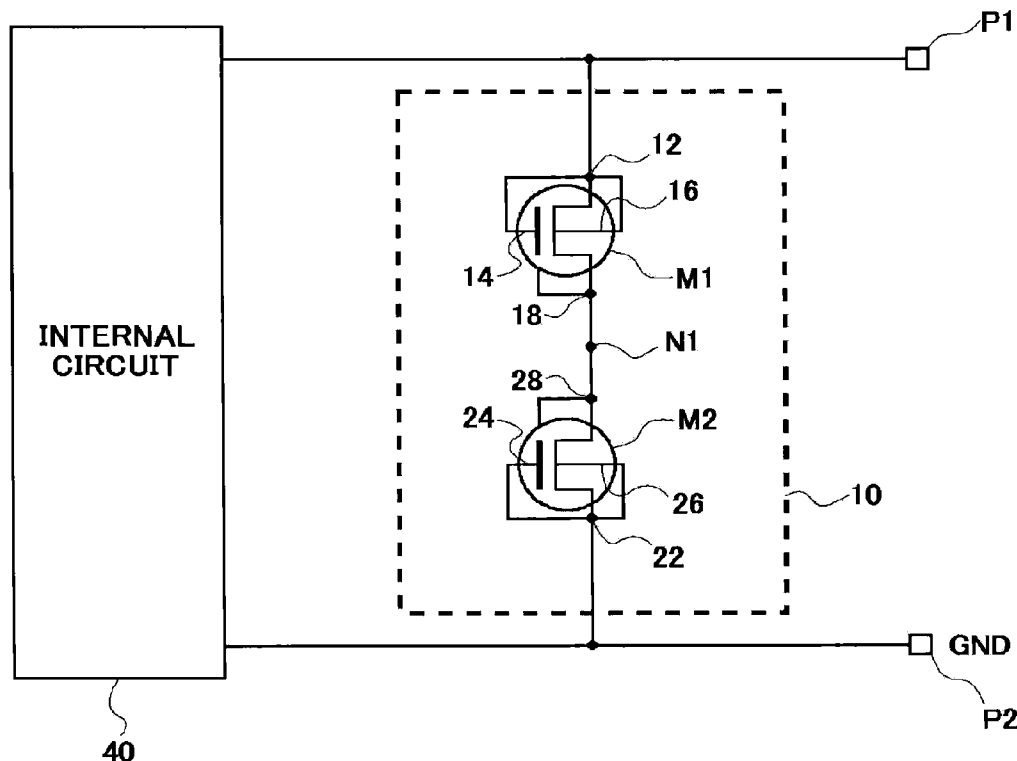 P1
12
16
14
M1
18
INTERNAL
CIRCUIT
N1
28
24
M2
26
10
22
GND
P2
40